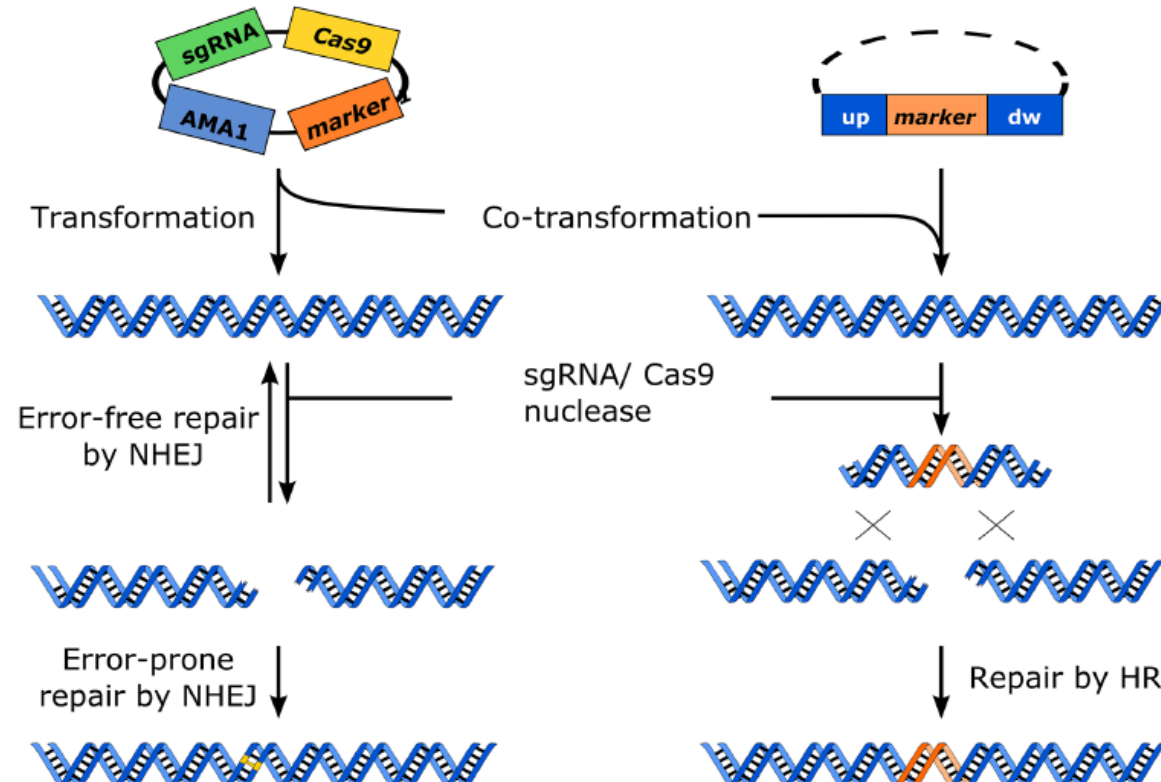 sgRNA
Cas9
AMA1
marker
up
marker
dw
Transformation
Co-transformation
sgRNA/ Cas9
nuclease
Error-free repair
by NHEJ
Error-prone
repair by NHEJ
Repair by HR